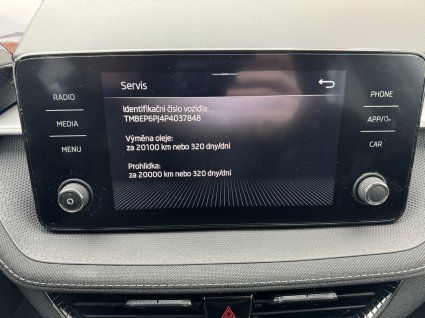 Servis
RADIO
MEDIA
MENU
Identifikační číslo vozidla:
TMBEP6PJ4P4037848
Výměna oleje:
za 20100 km nebo 320 dny/dní
Prohlídka:
za 20000 km nebo 320 dny/dní
PHONE
APP/
CAR